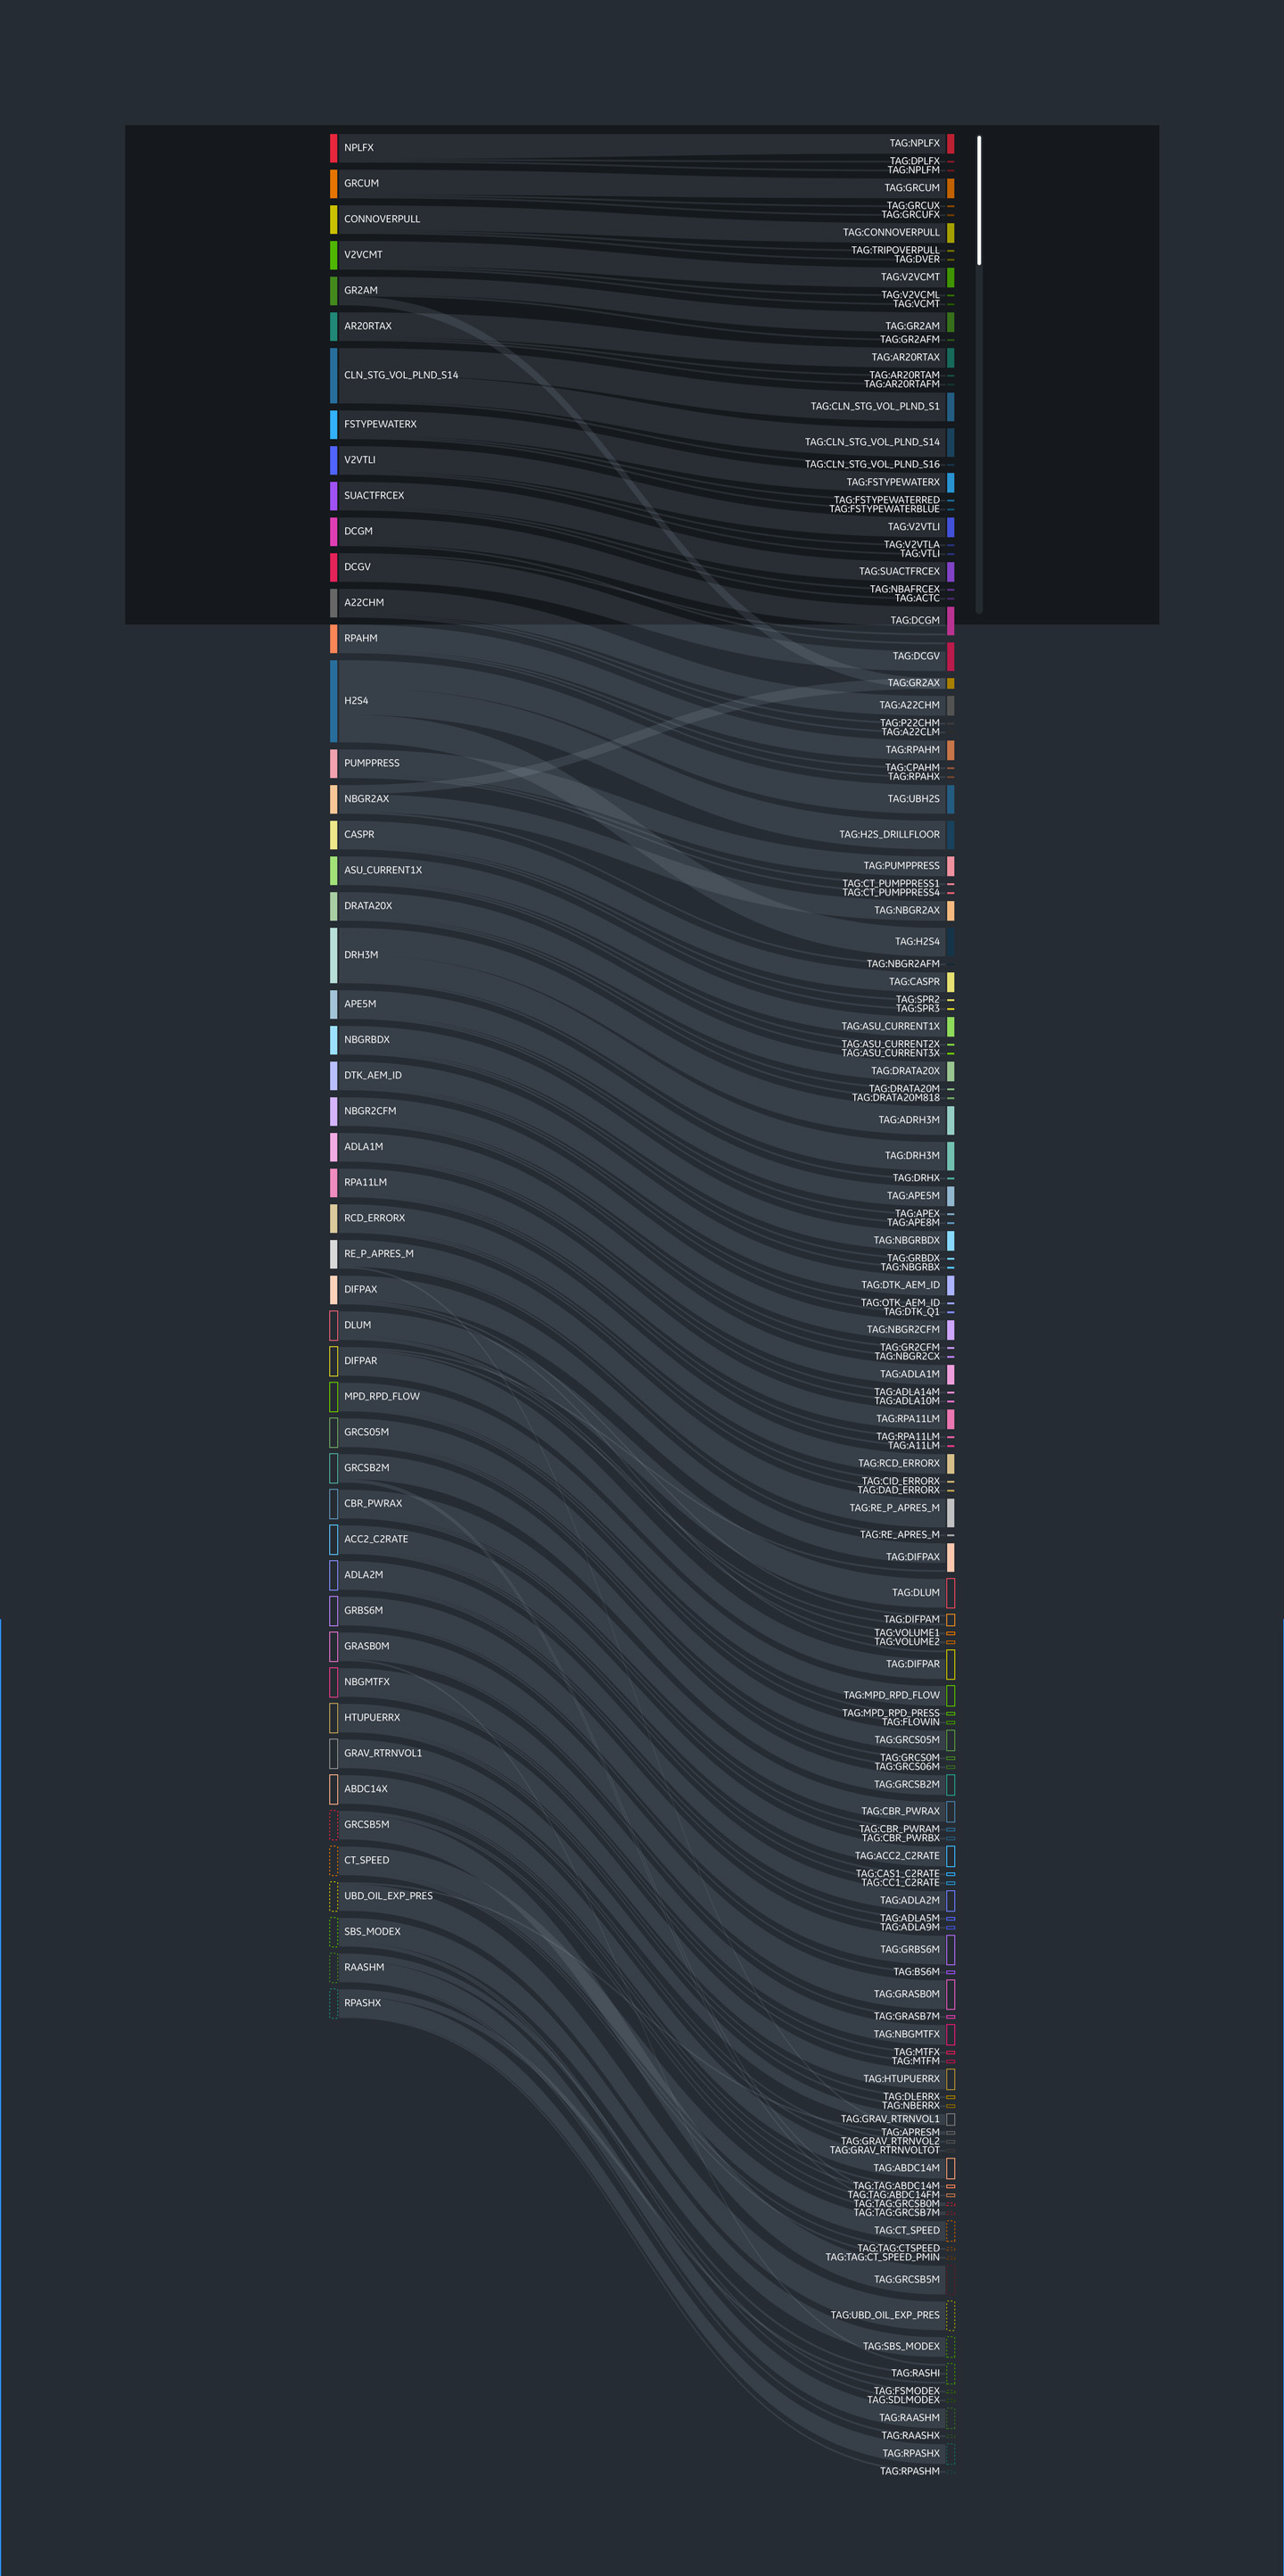 NPLFX
GRCUM
CONNOVERPULL
V2VCMT
GR2AM
AR20RTAX
CLN_STG_VOL_PLND_S14
FSTYPEWATERX
V2VTLI
SUACTFRCEX
DCGM
DCGV
A22CHM
RPAHM
H2S4
PUMPPRESS
NBGR2AX
CASPR
ASU_CURRENT1X
DRATA20X
DRH3M
APE5M
NBGRBDX
DTK_AEM_ID
NBGR2CFM
ADLA1M
RPA11LM
RCD_ERRORX
RE_P_APRES_M
DIFPAX
DLUM
DIFPAR
MPD_RPD_FLOW
GRCS05M
GRCSB2M
CBR_PWRAX
ACC2_C2RATE
ADLA2M
GRBS6M
GRASB0M
NBGMTFX
HTUPUERRX
GRAV_RTRNVOL1
ABDC14X
GRCSB5M
CT_SPEED
UBD_OIL_EXP_PRES
SBS_MODEX
RAASHM
RPASHX
TAG:NPLFX
TAG:DPLFX
TAG:NPLFM
TAG:GRCUM
TAG:GRCUX
TAG:GRCUFX
TAG:CONNOVERPULL
TAG:TRIPOVERPULL
TAG:DVER
TAG:V2VCMT
TAG:V2VCML
TAG:VCMT
TAG:GR2AM
TAG:GR2AFM
TAG:AR20RTAX
TAG:AR20RTAM
TAG:AR20RTAFM
TAG:CLN_STG_VOL_PLND_S1
TAG:CLN_STG_VOL_PLND_S14
TAG:CLN_STG_VOL_PLND_S16
TAG:FSTYPEWATERX
TAG:FSTYPEWATERRED
TAG:FSTYPEWATERBLUE
TAG:V2VTLI
TAG:V2VTLA
TAG:VTLI
TAG:SUACTFRCEX
TAG:NBAFRCEX
TAG:ACTC
TAG:DCGM
TAG:DCGV
TAG:GR2AX
TAG:A22CHM
TAG:P22CHM
TAG:A22CLM
TAG:RPAHM
TAG:CPAHM
TAG:RPAHX
TAG:UBH2S
TAG:H2S_DRILLFLOOR
TAG:PUMPPRESS
TAG:CT_PUMPPRESS1
TAG:CT_PUMPPRESS4
TAG:NBGR2AX
TAG:H2S4
TAG:NBGR2AFM
TAG:CASPR
TAG:SPR2
TAG:SPR3
TAG:ASU_CURRENT1X
TAG:ASU_CURRENT2X
TAG:ASU_CURRENT3X
TAG:DRATA20X
TAG:DRATA20M
TAG:DRATA20M818
TAG:ADRH3M
TAG:DRH3M
TAG:DRHX
TAG:APE5M
TAG:APEX
TAG:APE8M
TAG:NBGRBDX
TAG:GRBDX
TAG:NBGRBX
TAG:DTK_AEM_ID
TAG:OTK_AEM_ID
TAG:DTK_Q1
TAG:NBGR2CFM
TAG:GR2CFM
TAG:NBGR2CX
TAG:ADLA1M
TAG:ADLA14M
TAG:ADLA10M
TAG:RPA11LM
TAG:RPA11LM
TAG:A11LM
TAG:RCD_ERRORX
TAG:CID_ERRORX
TAG:DAD_ERRORX
TAG:RE_P_APRES_M
TAG:RE_APRES_M
TAG:DIFPAX
TAG:DLUM
TAG:DIFPAM
TAG:VOLUME1
TAG:VOLUME2
TAG:DIFPAR
TAG:MPD_RPD_FLOW
TAG:MPD_RPD_PRESS
TAG:FLOWIN
TAG:GRCS05M
TAG:GRCS0M
TAG:GRCS06M
TAG:GRCSB2M
TAG:CBR_PWRAX
TAG:CBR_PWRAM
TAG:CBR_PWRBX
TAG:ACC2_C2RATE
TAG:CAS1_C2RATE
TAG:CC1_C2RATE
TAG:ADLA2M
TAG:ADLA5M
TAG:ADLA9M
TAG:GRBS6M
TAG:BS6M
TAG:GRASB0M
TAG:GRASB7M
TAG:NBGMTFX
TAG:MTFX
TAG:MTFM
TAG:HTUPUERRX
TAG:DLERRX
TAG:NBERRX
TAG:GRAV_RTRNVOL1
TAG:APRESM
TAG:GRAV_RTRNVOL2
TAG:GRAV_RTRNVOLTOT
TAG:ABDC14M
TAG:TAG:ABDC14M
TAG:TAG:ABDC14FM
TAG:TAG:GRCSB0M
TAG:TAG:GRCSB7M
TAG:CT_SPEED
TAG:TAG:CTSPEED
TAG:TAG:CT_SPEED_PMIN
TAG:GRCSB5M
TAG:UBD_OIL_EXP_PRES
TAG:SBS_MODEX
TAG:RASHI
TAG:FSMODEX
TAG:SDLMODEX
TAG:RAASHM
TAG:RAASHX
TAG:RPASHX
TAG:RPASHM